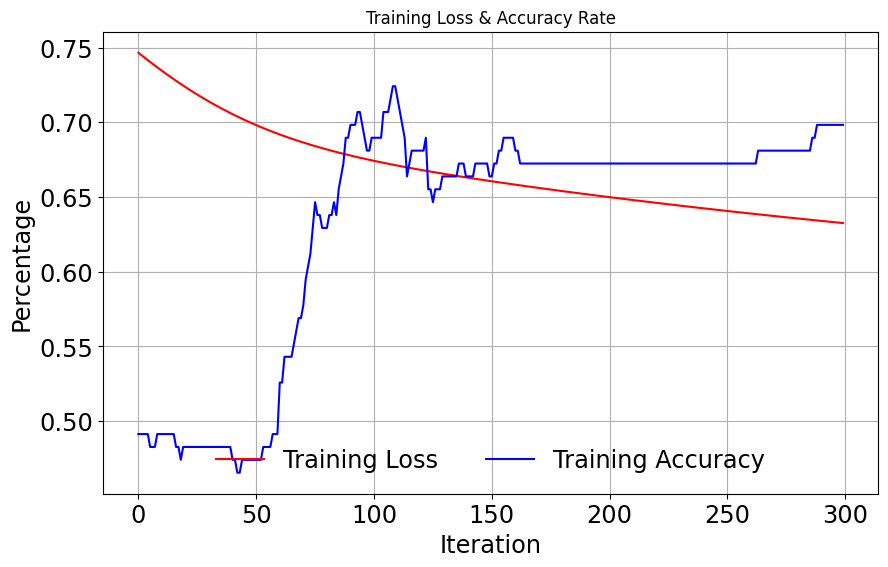 Training Loss & Accuracy Rate
0.75
0.70
0.65
0.60
0.55
0.50
Percentage
Training Loss
Training Accuracy
0 50 100 150 200 250 300
Iteration